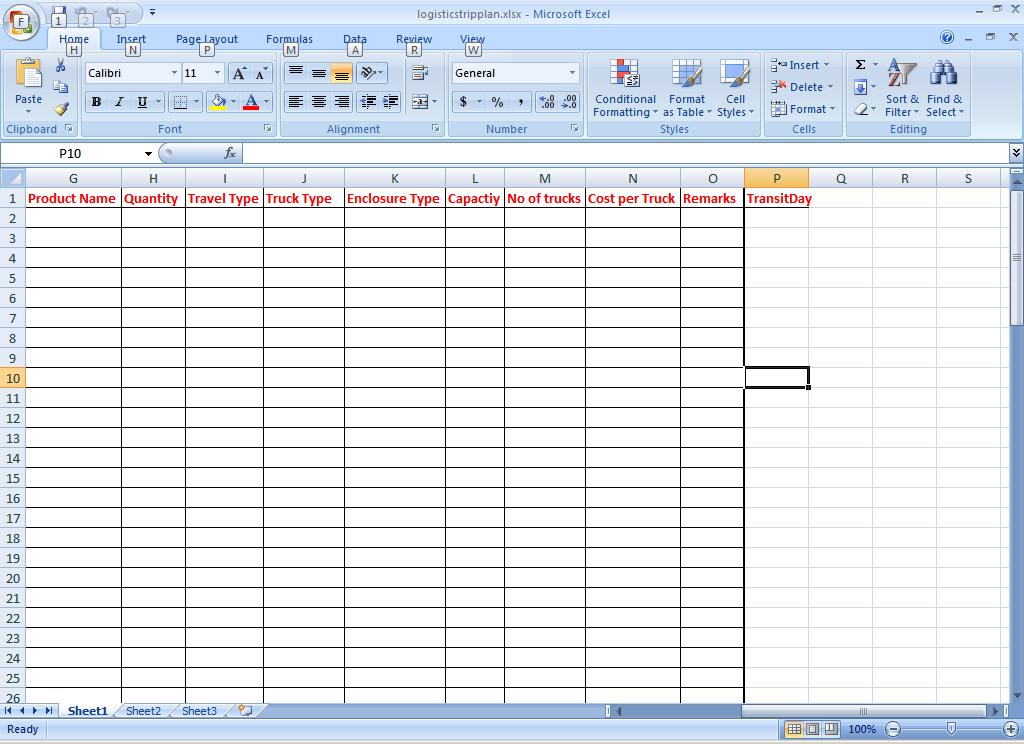 logisticstripplan.xlsx - Microsoft Excel
F 1 2 3
Home Insert Page Layout Formulas Data Review View
H N P M A R W
Calibri 11 A A General Insert Σ
Paste B I U A $ % , .00 .00 Conditional Formatting Format as Table Cell Styles Delete Sort & Filter Find & Select
Format
Clipboard Font Alignment Number Styles Cells Editing
P10 fx
G H I J K L M N O P Q R S
1 Product Name Quantity Travel Type Truck Type Enclosure Type Capactiy No of trucks Cost per Truck Remarks TransitDay
2
3
4
5
6
7
8
9
10
11
12
13
14
15
16
17
18
19
20
21
22
23
24
25
26
Sheet1 Sheet2 Sheet3
Ready 100%